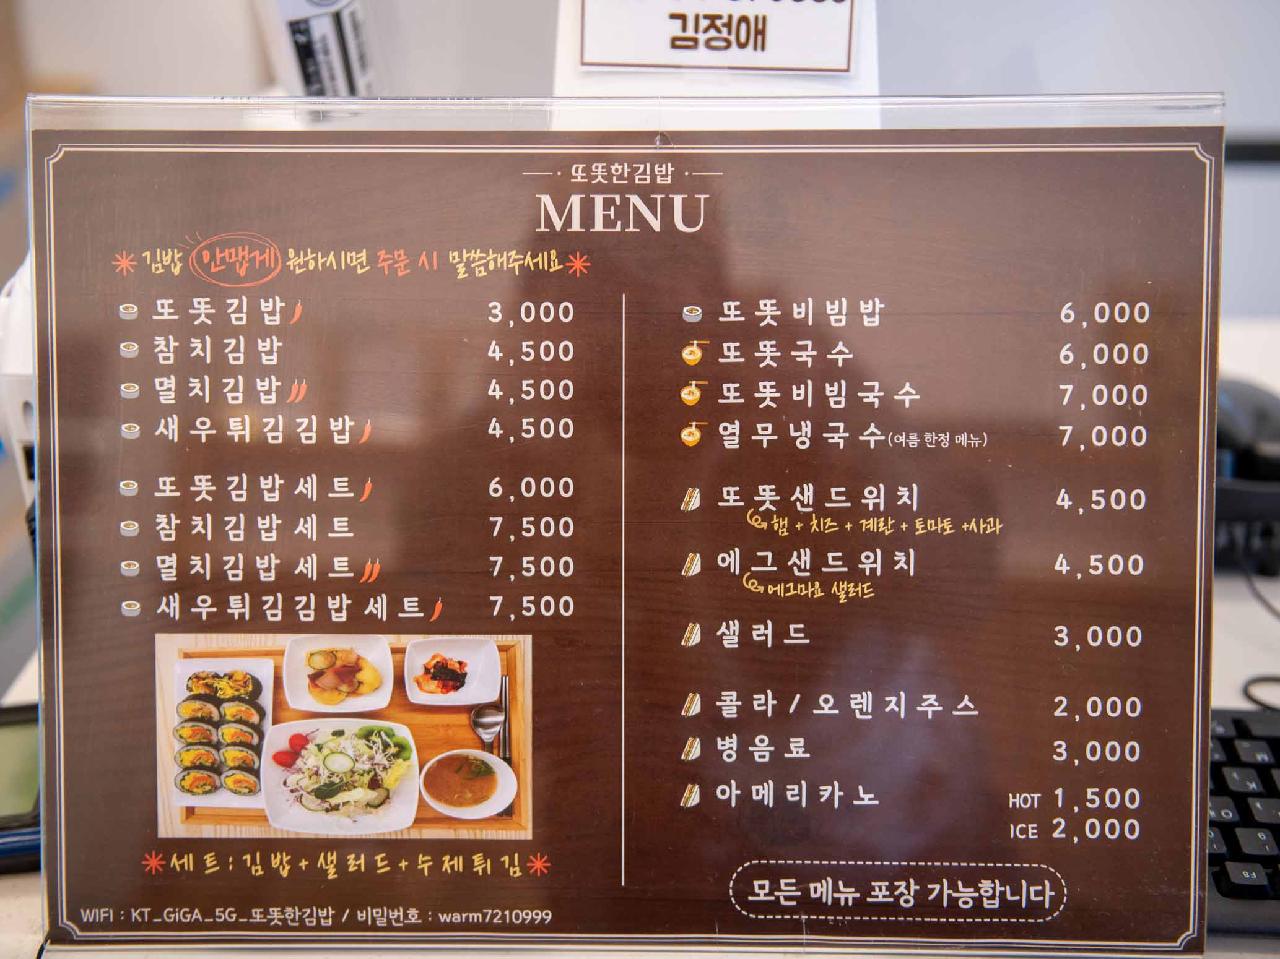 김정애
또뜻한김밥
MENU
김밥 안맵게 원하시면 주문 시 말씀해주세요
또뜻김밥 3,000
참치김밥 4,500
멸치김밥 4,500
새우튀김김밥 4,500
또뜻김밥세트 6,000
참치김밥세트 7,500
멸치김밥세트 7,500
새우튀김김밥세트 7,500
세트:김밥+샐러드+수제튀김
WIFI : KT_GiGA_5G_또뜻한김밥 / 비밀번호 : warm7210999
또뜻비빔밥 6,000
또뜻국수 6,000
또뜻비빔국수 7,000
열무냉국수(여름 한정 메뉴) 7,000
또뜻샌드위치 4,500
햄 + 치즈 + 계란 + 토마토 +사과
에그샌드위치 4,500
에그마요 샐러드
샐러드 3,000
콜라/오렌지주스 2,000
병음료 3,000
아메리카노 HOT 1,500
ICE 2,000
모든 메뉴 포장 가능합니다